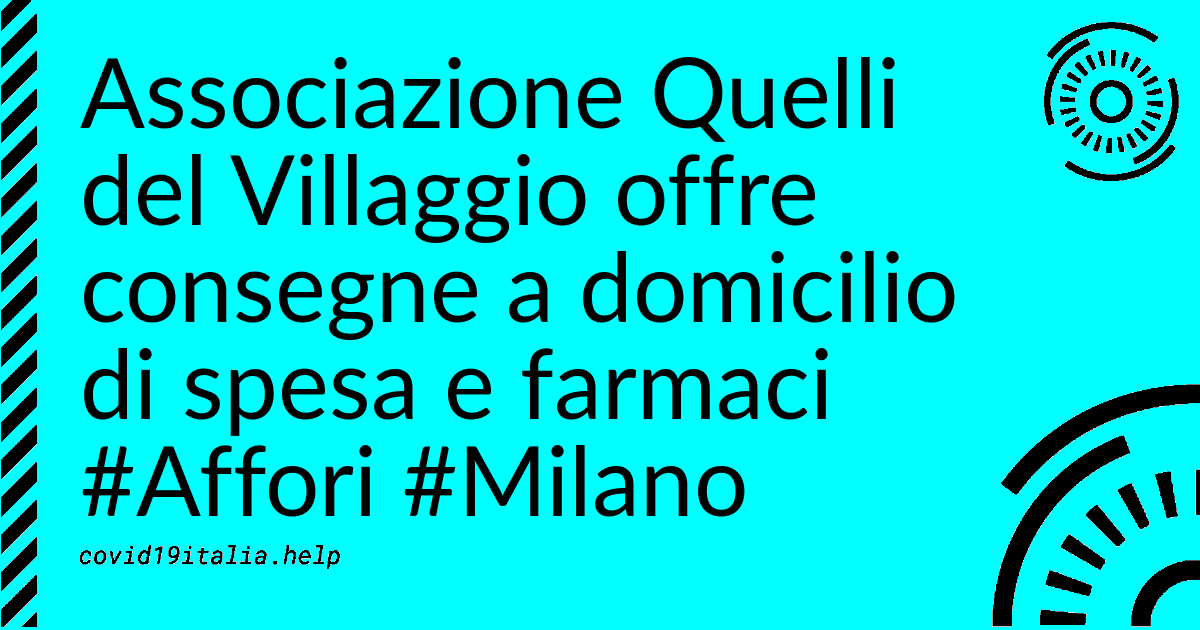 Associazione Quelli
del Villaggio offre
consegne a domicilio
di spesa e farmaci
#Affori #Milano
covid19italia.help